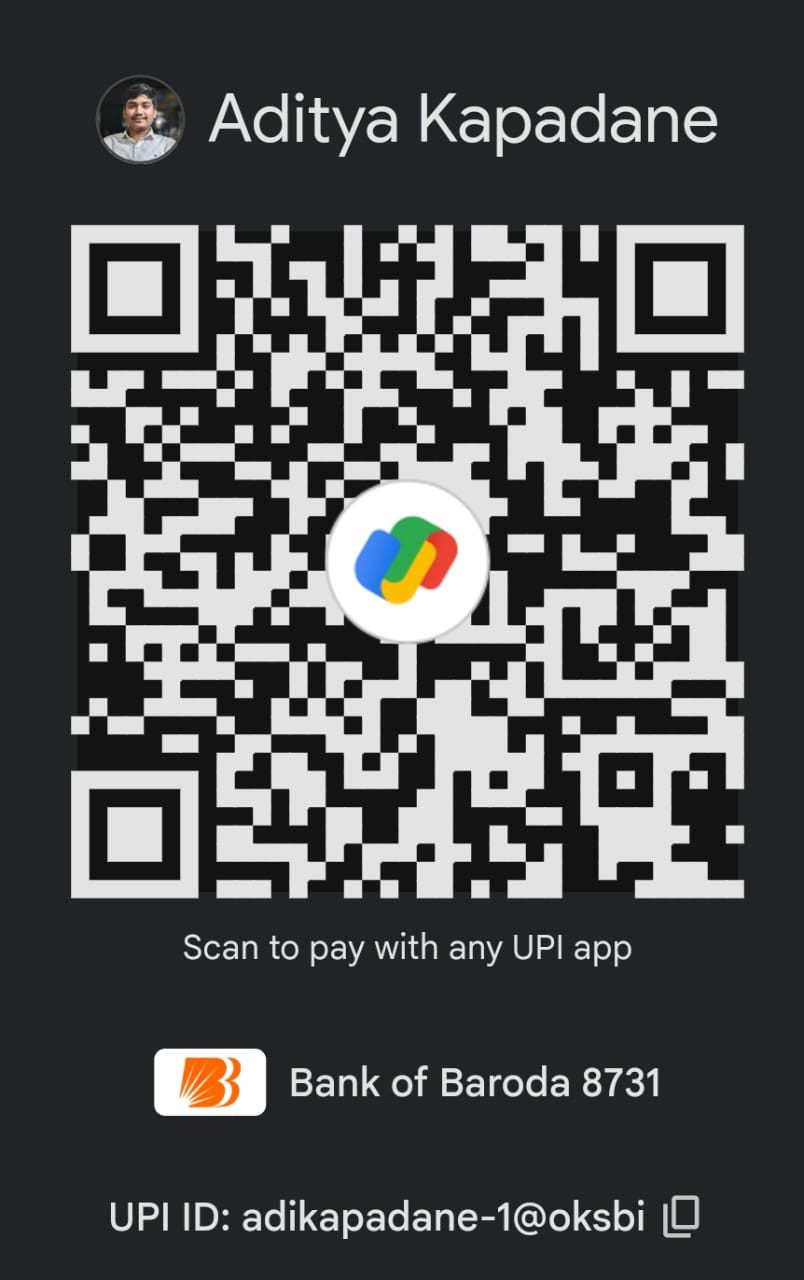 Aditya Kapadane
Scan to pay with any UPI app
Bank of Baroda 8731
UPI ID: adikapadane-1@oksbi